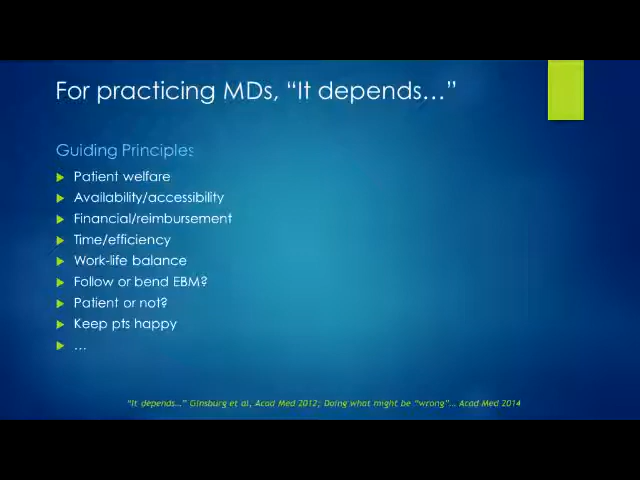 For practicing MDs, “It depends…”
Guiding Principles
Patient welfare
Availability/accessibility
Financial/reimbursement
Time/efficiency
Work-life balance
Follow or bend EBM?
Patient or not?
Keep pts happy
…
“It depends…” Ginsburg et al, Acad Med 2012; Doing what might be “wrong”… Acad Med 2014